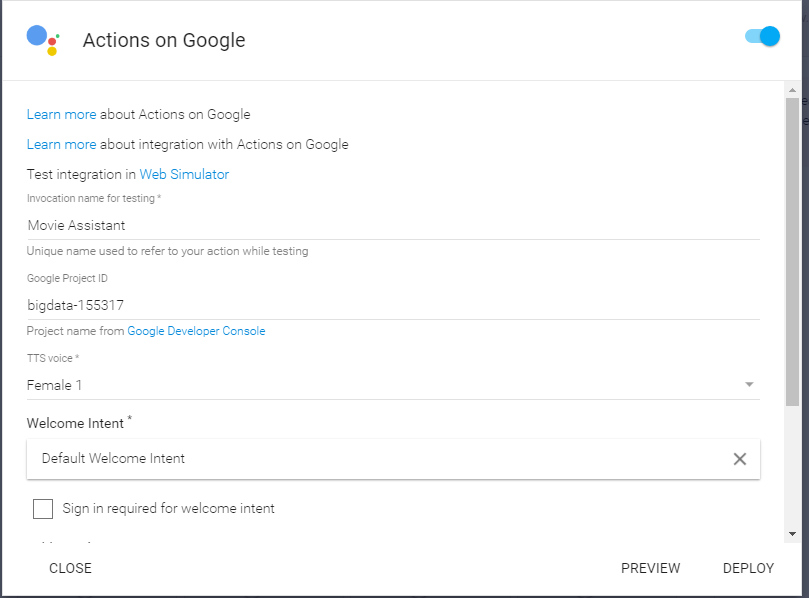 Actions on Google
Learn more about Actions on Google
Learn more about integration with Actions on Google
Test integration in Web Simulator
Invocation name for testing *
Movie Assistant
Unique name used to refer to your action while testing
Google Project ID
bigdata-155317
Project name from Google Developer Console
TTS voice *
Female 1
Welcome Intent *
Default Welcome Intent
Sign in required for welcome intent
CLOSE
PREVIEW
DEPLOY